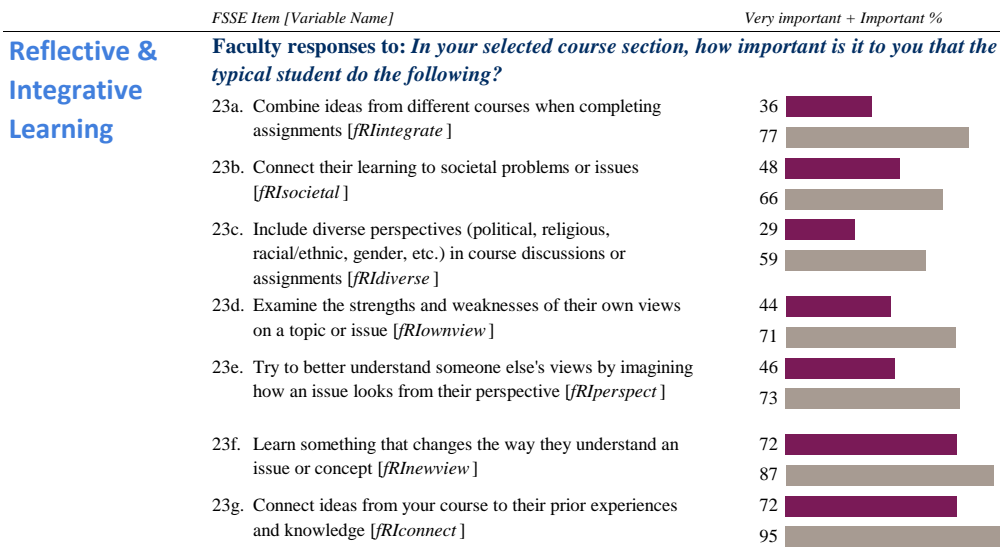 FSSE Item [Variable Name] Very important + Important %
Reflective & Integrative Learning
Faculty responses to: In your selected course section, how important is it to you that the
typical student do the following?
23a. Combine ideas from different courses when completing 36
assignments [fRIintegrate] 77
23b. Connect their learning to societal problems or issues 48
[fRIsocietal] 66
23c. Include diverse perspectives (political, religious, 29
racial/ethnic, gender, etc.) in course discussions or 59
assignments [fRIdiverse]
23d. Examine the strengths and weaknesses of their own views 44
on a topic or issue [fRIownview] 71
23e. Try to better understand someone else's views by imagining 46
how an issue looks from their perspective [fRIperspect] 73
23f. Learn something that changes the way they understand an 72
issue or concept [fRInewview] 87
23g. Connect ideas from your course to their prior experiences 72
and knowledge [fRIconnect] 95